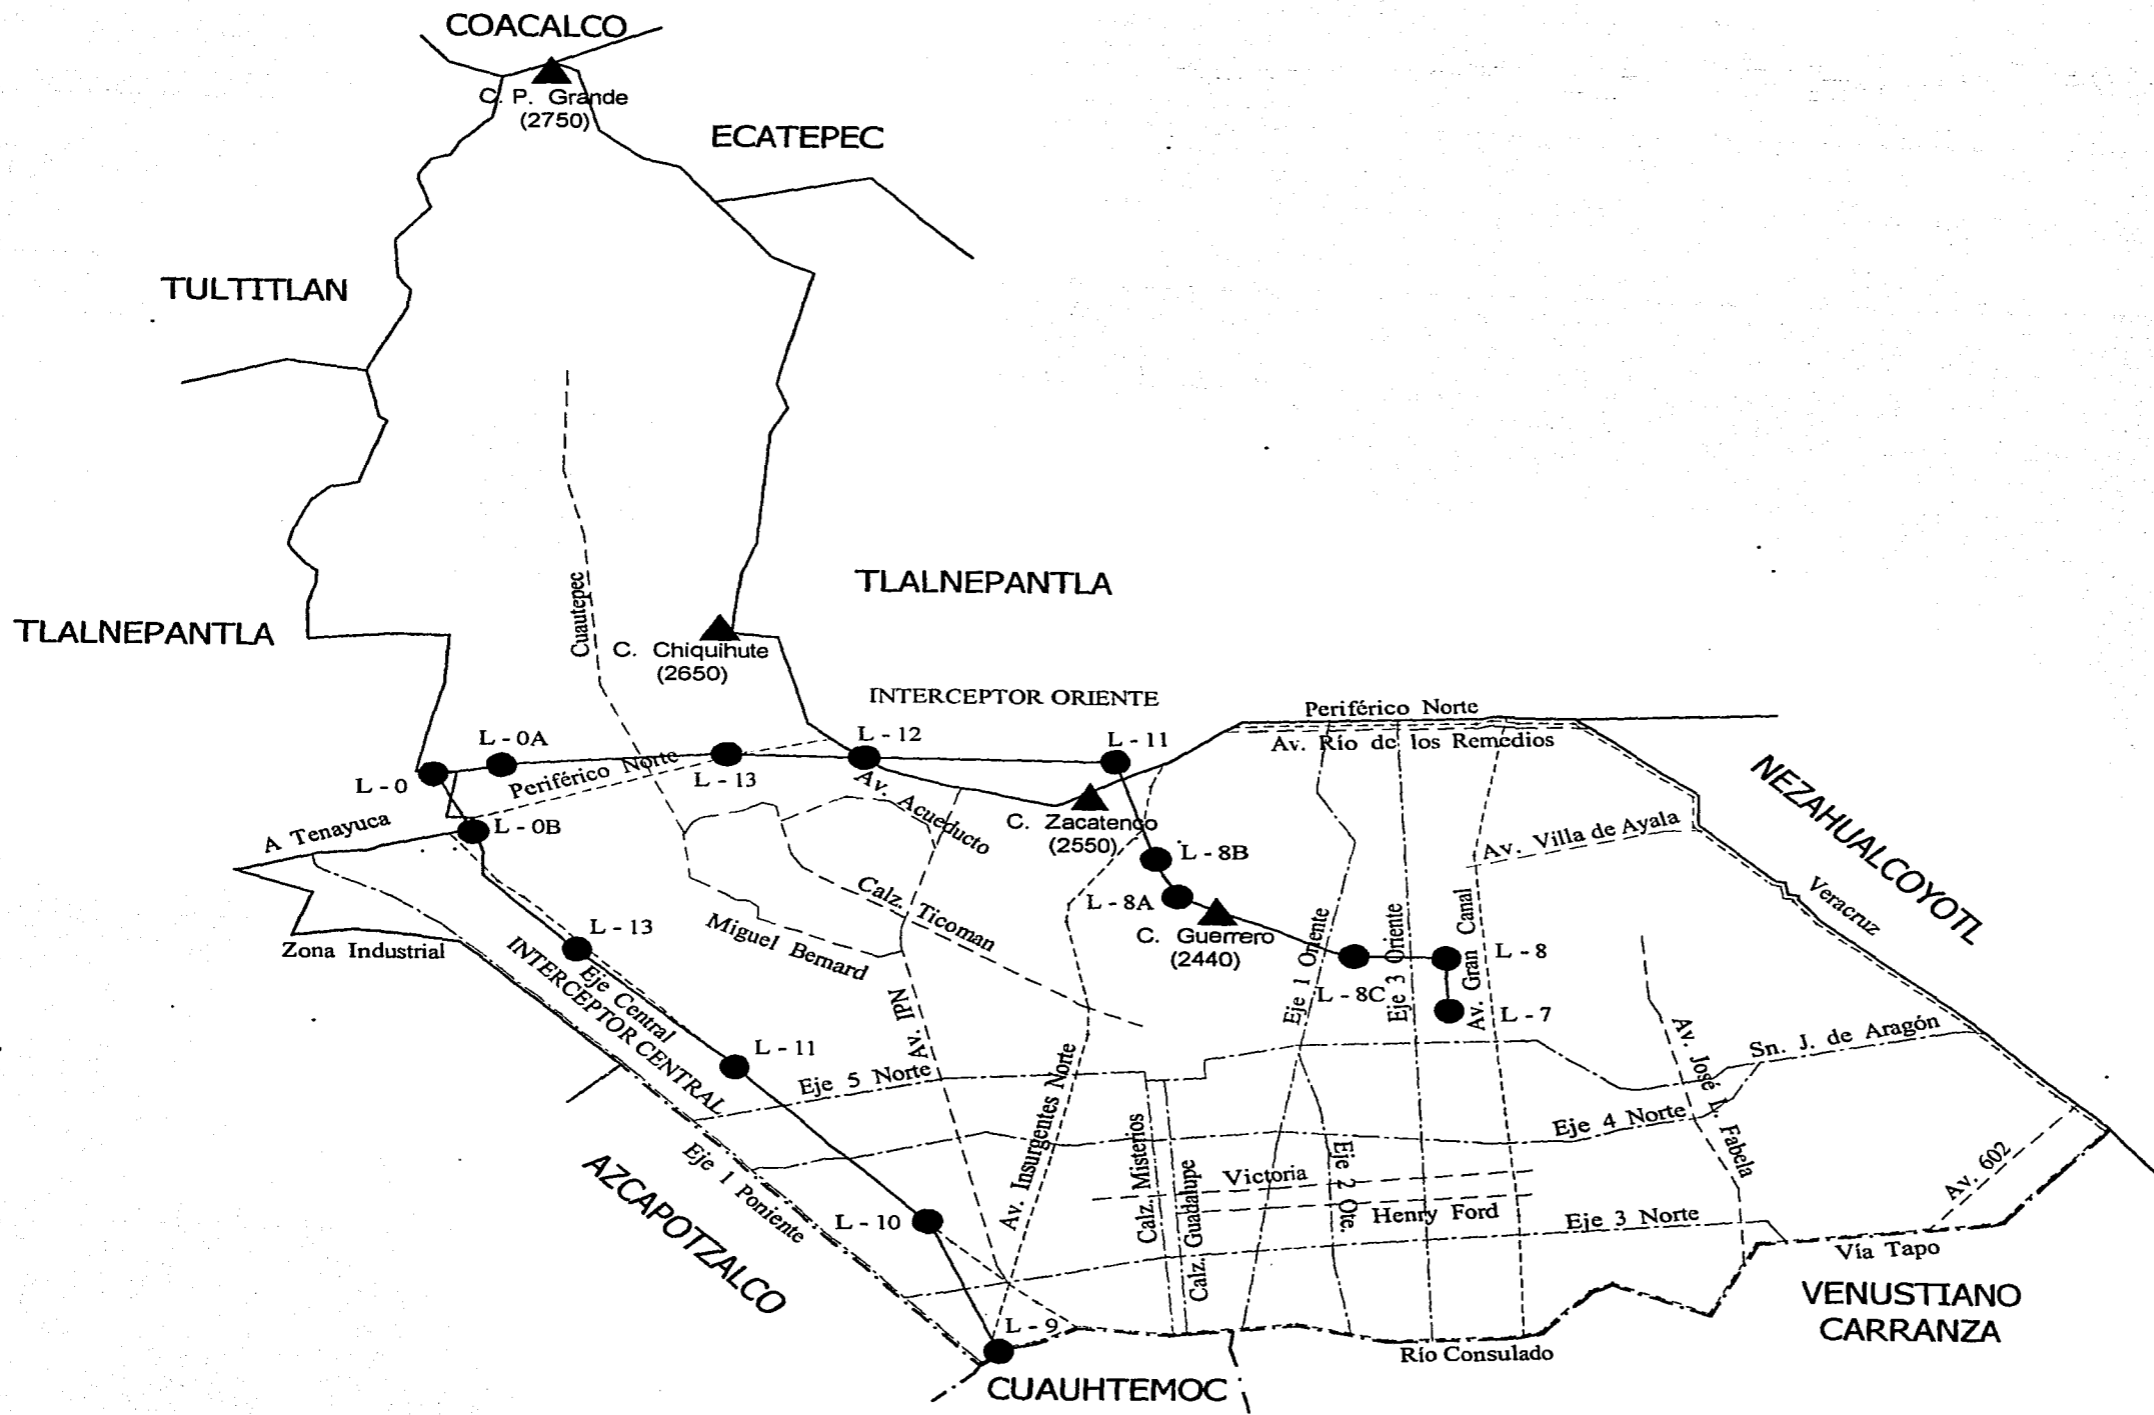 COACALCO
C. P. Grande
(2750)
ECATEPEC
TULTITLAN
TLALNEPANTLA
TLALNEPANTLA
Cuautepec
C. Chiquihute
(2650)
INTERCEPTOR ORIENTE
Periférico Norte
Av. Río de los Remedios
L - 0A
L - 12
L - 11
L - 0
Periférico Norte
L - 13
A Tenayuca
L - 0B
Av. Acueducto
C. Zacatenco
(2550)
L - 8B
Av. Villa de Ayala
NEZAHUALCOYOTL
Veracruz
L - 8A
Calz. Ticoman
Miguel Bernard
C. Guerrero
(2440)
Eje 1 Oriente
Eje 3 Oriente
Av. Gran Canal
L - 8
L - 8C
L - 7
Zona Industrial
L - 13
INTERCEPTOR CENTRAL
Eje Central
Av. IPN
L - 11
Eje 5 Norte
Av. Insurgentes Norte
Sn. J. de Aragón
Av. José L. Fabela
Eje 4 Norte
Calz. Misterios
Calz. Guadalupe
Victoria
Eje 2 Ote.
Henry Ford
Eje 3 Norte
Av. 602
Vía Tapo
Eje 1 Poniente
AZCAPOTZALCO
L - 10
L - 9
Río Consulado
VENUSTIANO
CARRANZA
CUAUHTEMOC